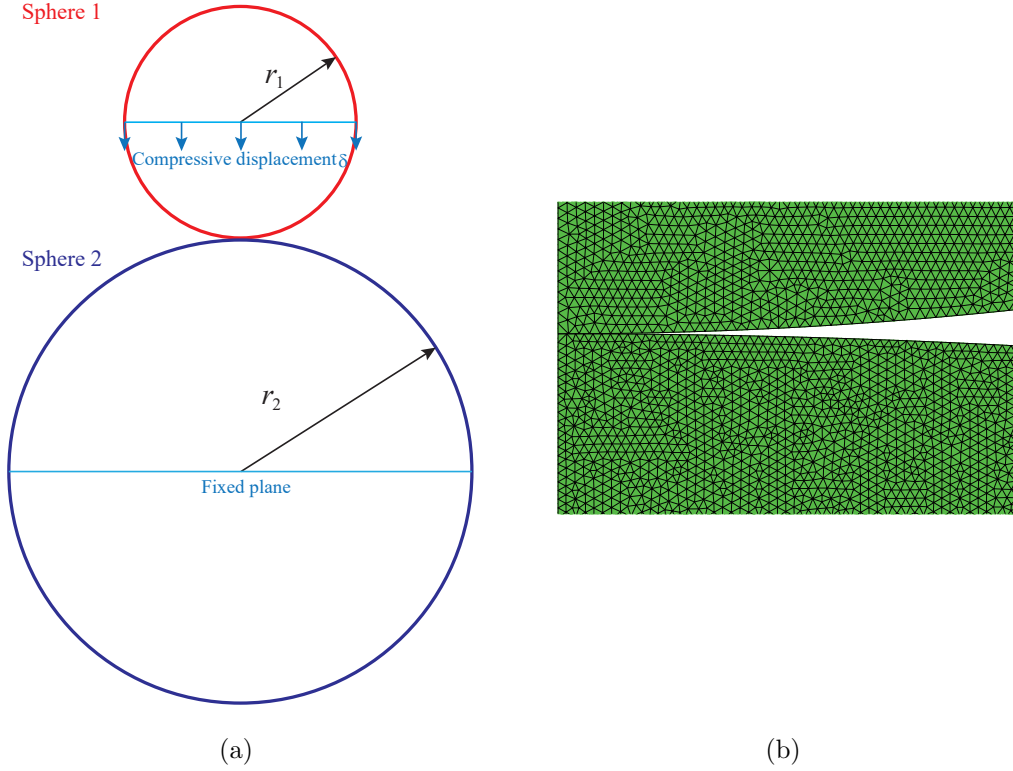 Sphere 1
r₁
Compressive displacement δ
Sphere 2
r₂
Fixed plane
(a)
(b)